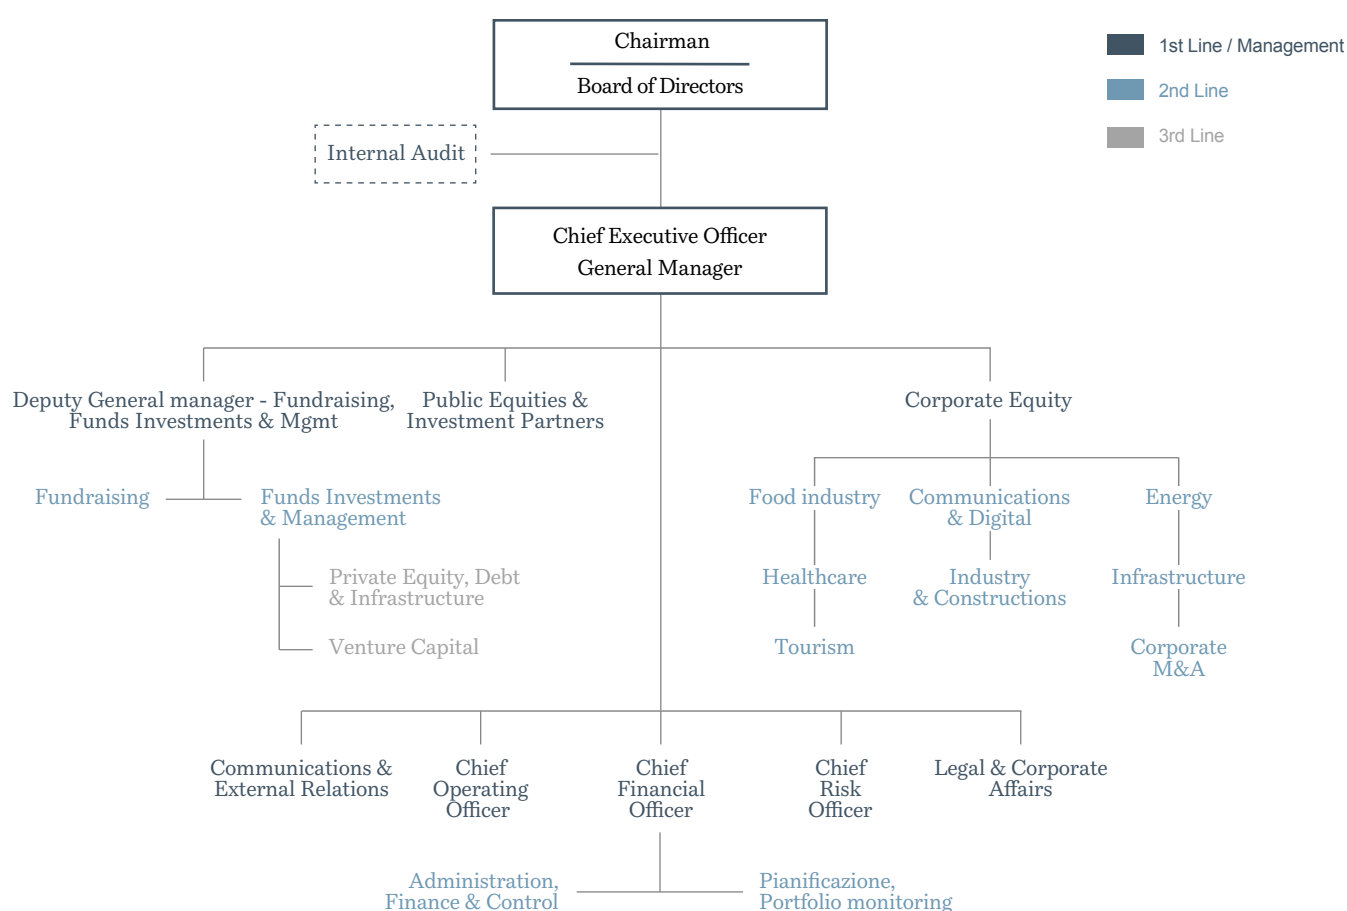 Chairman
Board of Directors
1st Line / Management
2nd Line
3rd Line
Internal Audit
Chief Executive Officer
General Manager
Deputy General manager - Fundraising,
Funds Investments & Mgmt
Public Equities &
Investment Partners
Corporate Equity
Fundraising
Funds Investments
& Management
Private Equity, Debt
& Infrastructure
Venture Capital
Food industry
Communications
& Digital
Energy
Healthcare
Industry
& Constructions
Infrastructure
Tourism
Corporate
M&A
Communications &
External Relations
Chief
Operating
Officer
Chief
Financial
Officer
Chief
Risk
Officer
Legal & Corporate
Affairs
Administration,
Finance & Control
Pianificazione,
Portfolio monitoring